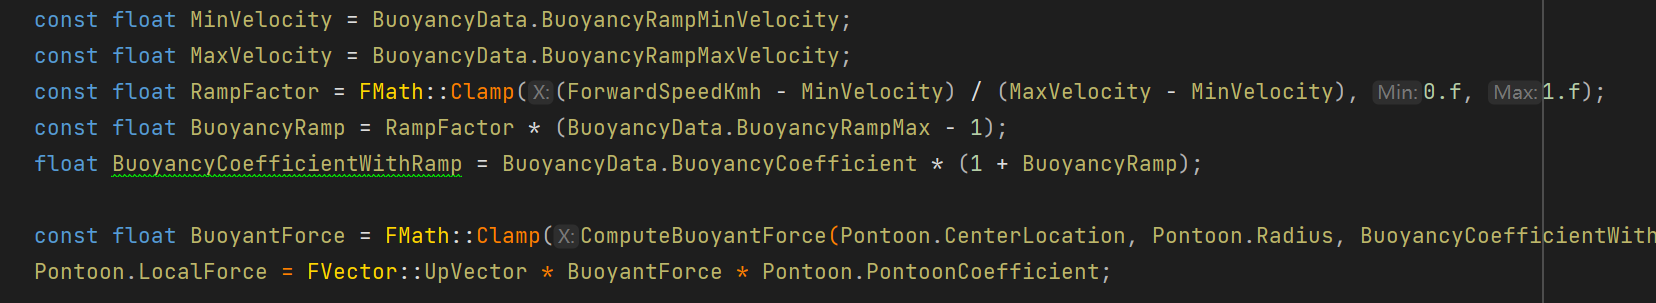 const float MinVelocity = BuoyancyData.BuoyancyRampMinVelocity;
const float MaxVelocity = BuoyancyData.BuoyancyRampMaxVelocity;
const float RampFactor = FMath::Clamp(X:(ForwardSpeedKmh - MinVelocity) / (MaxVelocity - MinVelocity), Min:0.f, Max:1.f);
const float BuoyancyRamp = RampFactor * (BuoyancyData.BuoyancyRampMax - 1);
float BuoyancyCoefficientWithRamp = BuoyancyData.BuoyancyCoefficient * (1 + BuoyancyRamp);
const float BuoyantForce = FMath::Clamp(X:ComputeBuoyantForce(Pontoon.CenterLocation, Pontoon.Radius, BuoyancyCoefficientWith
Pontoon.LocalForce = FVector::UpVector * BuoyantForce * Pontoon.PontoonCoefficient;